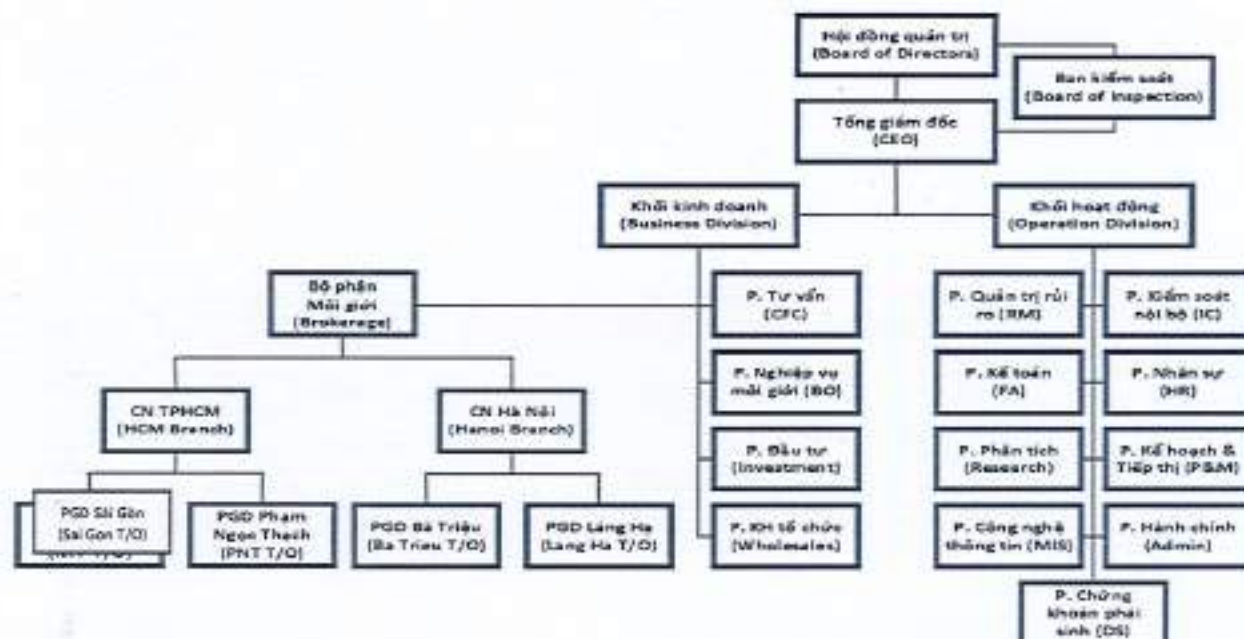 Hội đồng quản trị
(Board of Directors)
Ban kiểm soát
(Board of Inspection)
Tổng giám đốc
(CEO)
Khối kinh doanh
(Business Division)
Khối hoạt động
(Operation Division)
Bộ phận
Môi giới
(Brokerage)
P. Tư vấn
(CFC)
P. Quản trị rủi
ro (RM)
P. Kiểm soát
nội bộ (IC)
P. Nghiệp vụ
môi giới (BO)
P. Kế toán
(FA)
P. Nhân sự
(HR)
CN TPHCM
(HCM Branch)
CN Hà Nội
(Hanoi Branch)
P. Đầu tư
(Investment)
P. Phân tích
(Research)
P. Kế hoạch &
Tiếp thị (P&M)
PGD Sài Gòn
(Sai Gon T/O)
PGD Phạm
Ngọc Thạch
(PNT T/O)
PGD Bà Triệu
(Ba Trieu T/O)
PGD Láng Hạ
(Lang Ha T/O)
P. KH tổ chức
(Wholesales)
P. Công nghệ
thông tin (MIS)
P. Hành chính
(Admin)
P. Chứng
khoán phái
sinh (DS)